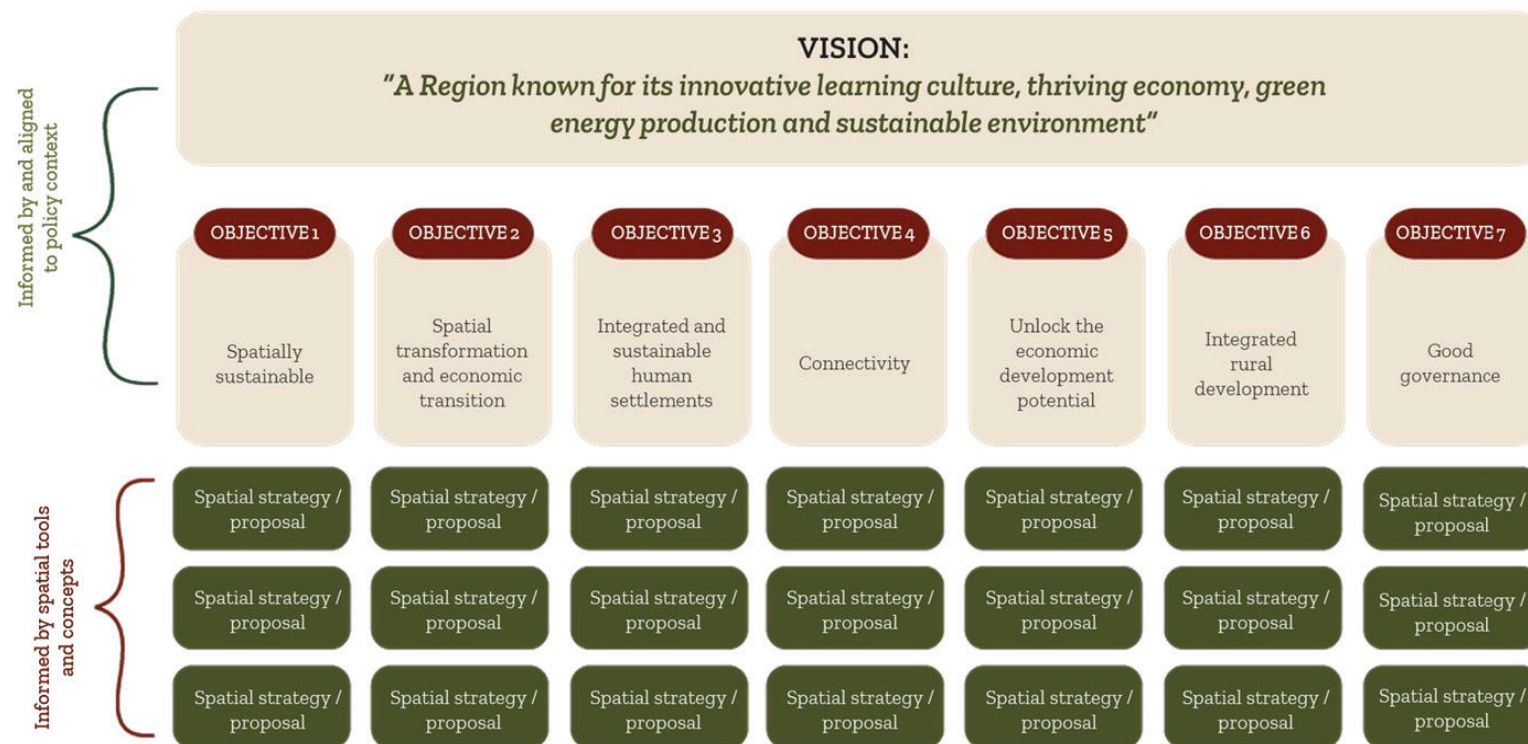 VISION:
"A Region known for its innovative learning culture, thriving economy, green
energy production and sustainable environment"
Informed by and aligned
to policy context
OBJECTIVE 1
Spatially
sustainable
OBJECTIVE 2
Spatial
transformation
and economic
transition
OBJECTIVE 3
Integrated and
sustainable
human
settlements
OBJECTIVE 4
Connectivity
OBJECTIVE 5
Unlock the
economic
development
potential
OBJECTIVE 6
Integrated
rural
development
OBJECTIVE 7
Good
governance
Informed by spatial tools
and concepts
Spatial strategy /
proposal
Spatial strategy /
proposal
Spatial strategy /
proposal
Spatial strategy /
proposal
Spatial strategy /
proposal
Spatial strategy /
proposal
Spatial strategy /
proposal
Spatial strategy /
proposal
Spatial strategy /
proposal
Spatial strategy /
proposal
Spatial strategy /
proposal
Spatial strategy /
proposal
Spatial strategy /
proposal
Spatial strategy /
proposal
Spatial strategy /
proposal
Spatial strategy /
proposal
Spatial strategy /
proposal
Spatial strategy /
proposal
Spatial strategy /
proposal
Spatial strategy /
proposal
Spatial strategy /
proposal